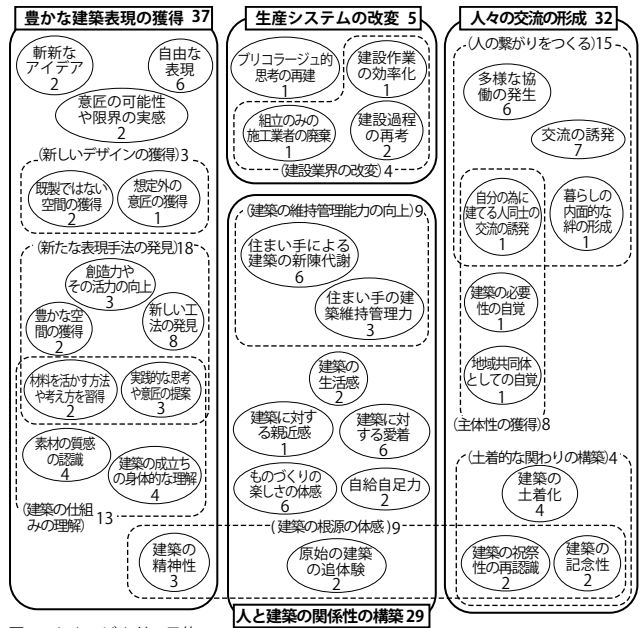 豊かな建築表現の獲得 37
斬新な
アイデア
2
自由な
表現
6
意匠の可能性
や限界の実感
2
(新しいデザインの獲得)3
既製ではない
空間の獲得
2
想定外の
意匠の獲得
1
(新たな表現手法の発見)18
創造力や
その活力の向上
3
豊かな空
間の獲得
2
新しい工
法の発見
8
材料を活かす方法
や考え方を習得
2
実践的な思考
や意匠の提案
3
素材の質感
の認識
4
建築の成立ち
の身体的な理解
4
(建築の仕組
みの理解) 13
建築の
精神性
3
生産システムの改変 5
ブリコラージュ的
思考の再建
1
建設作業
の効率化
1
組立のみの
施工業者の廃棄
1
建設過程
の再考
2
(建設業界の改変)4
(建築の維持管理能力の向上)9
住まい手による
建築の新陳代謝
6
住まい手の建
築維持管理力
3
建築の
生活感
2
建築に対す
る親近感
1
建築に対
する愛着
6
ものづくりの
楽しさの体感
6
自給自足力
2
(建築の根源の体感)9
原始の建築
の追体験
2
人と建築の関係性の構築 29
人々の交流の形成 32
(人の繋がりをつくる)15
多様な協
働の発生
6
交流の誘発
7
自分の為に
建てる人同士の
交流の誘発
1
暮らしの
内面的な
絆の形成
1
建築の必要
性の自覚
1
地域共同体
としての自覚
1
(主体性の獲得)8
(土着的な関わりの構築)4
建築の
土着化
4
建築の祝祭
性の再認識
2
建築の
記念性
2